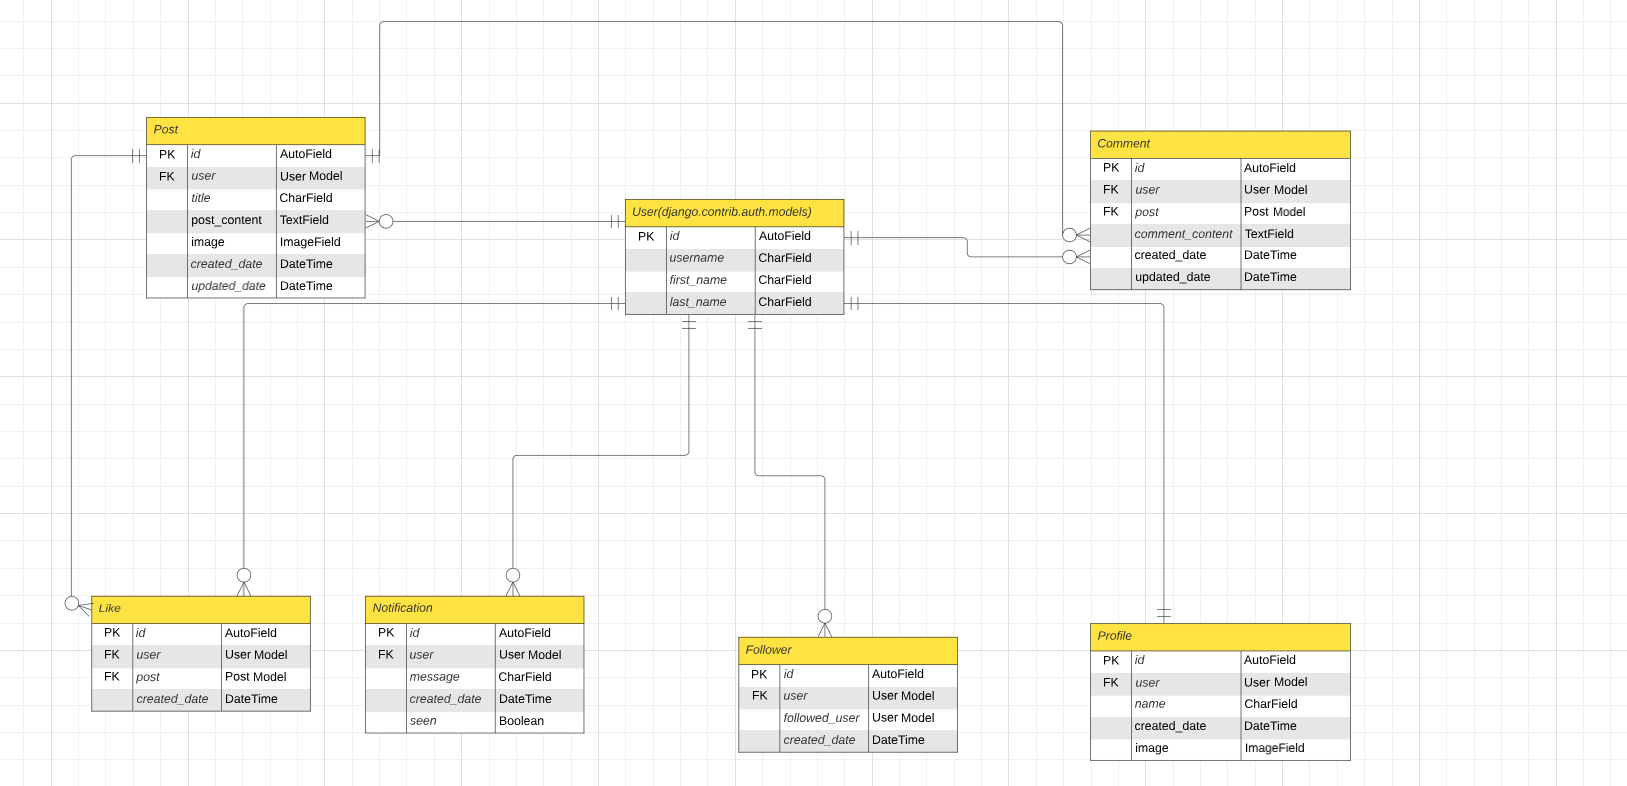 Post
PK id AutoField
FK user User Model
title CharField
post_content TextField
image ImageField
created_date DateTime
updated_date DateTime
User(django.contrib.auth.models)
PK id AutoField
username CharField
first_name CharField
last_name CharField
Comment
PK id AutoField
FK user User Model
FK post Post Model
comment_content TextField
created_date DateTime
updated_date DateTime
Like
PK id AutoField
FK user User Model
FK post Post Model
created_date DateTime
Notification
PK id AutoField
FK user User Model
message CharField
created_date DateTime
seen Boolean
Follower
PK id AutoField
FK user User Model
followed_user User Model
created_date DateTime
Profile
PK id AutoField
FK user User Model
name CharField
created_date DateTime
image ImageField